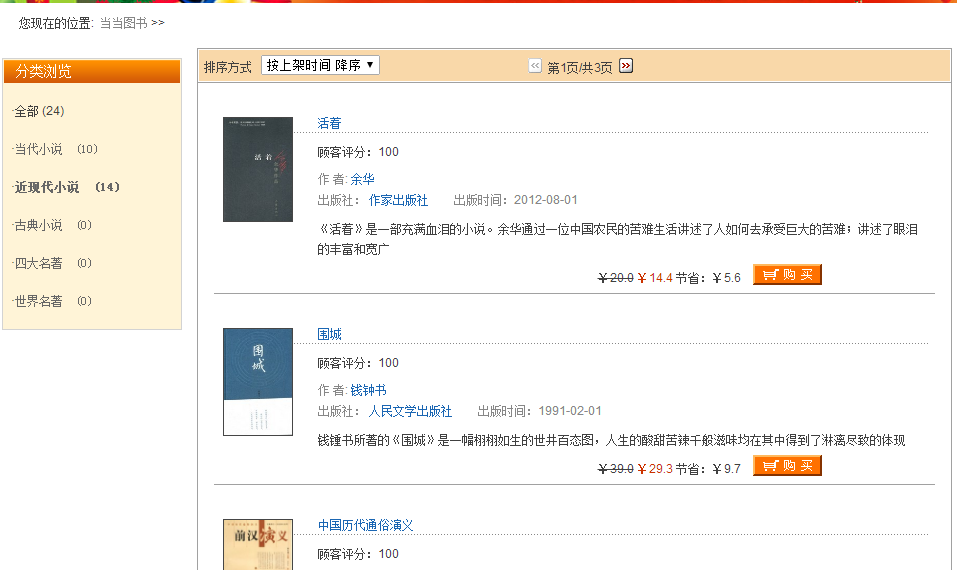 您现在的位置: 当当图书 >>
分类浏览
·全部 (24)
·当代小说 (10)
·近现代小说 (14)
·古典小说 (0)
·四大名著 (0)
·世界名著 (0)
排序方式 按上架时间 降序 ▼ 第1页/共3页
活着
活着
顾客评分：100
作 者: 余华
出版社： 作家出版社 出版时间：2012-08-01
《活着》是一部充满血泪的小说。余华通过一位中国农民的苦难生活讲述了人如何去承受巨大的苦难；讲述了眼泪
的丰富和宽广
￥20.0 ￥14.4 节省：￥5.6 购 买
围城
围城
顾客评分：100
作 者: 钱钟书
出版社： 人民文学出版社 出版时间：1991-02-01
钱锺书所著的《围城》是一幅栩栩如生的世井百态图，人生的酸甜苦辣千般滋味均在其中得到了淋漓尽致的体现
￥39.0 ￥29.3 节省：￥9.7 购 买
前汉演义
中国历代通俗演义
顾客评分：100